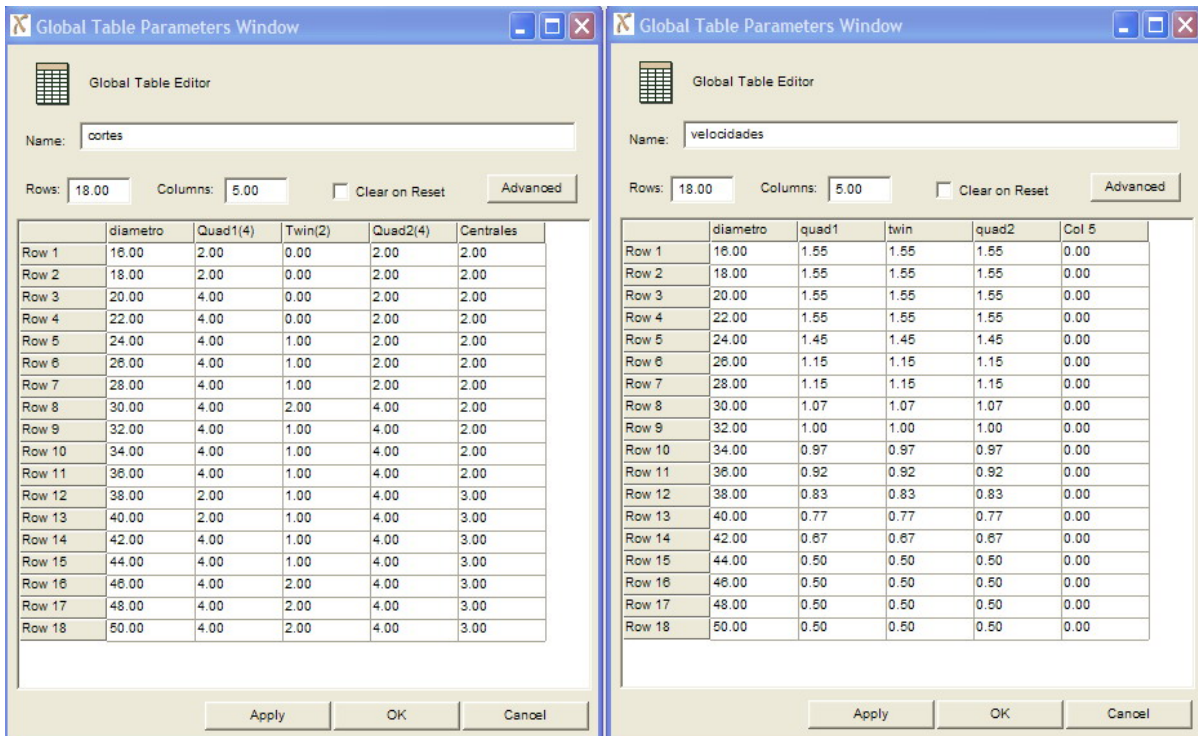 Global Table Parameters Window
Global Table Editor
Name: cortes
Rows: 18.00 Columns: 5.00 Clear on Reset Advanced
diametro Quad1(4) Twin(2) Quad2(4) Centrales
Row 1 16.00 2.00 0.00 2.00 2.00
Row 2 18.00 2.00 0.00 2.00 2.00
Row 3 20.00 4.00 0.00 2.00 2.00
Row 4 22.00 4.00 0.00 2.00 2.00
Row 5 24.00 4.00 1.00 2.00 2.00
Row 6 26.00 4.00 1.00 2.00 2.00
Row 7 28.00 4.00 1.00 2.00 2.00
Row 8 30.00 4.00 2.00 4.00 2.00
Row 9 32.00 4.00 1.00 4.00 2.00
Row 10 34.00 4.00 1.00 4.00 2.00
Row 11 36.00 4.00 1.00 4.00 2.00
Row 12 38.00 2.00 1.00 4.00 3.00
Row 13 40.00 2.00 1.00 4.00 3.00
Row 14 42.00 4.00 1.00 4.00 3.00
Row 15 44.00 4.00 1.00 4.00 3.00
Row 16 46.00 4.00 2.00 4.00 3.00
Row 17 48.00 4.00 2.00 4.00 3.00
Row 18 50.00 4.00 2.00 4.00 3.00
Apply OK Cancel
Global Table Parameters Window
Global Table Editor
Name: velocidades
Rows: 18.00 Columns: 5.00 Clear on Reset Advanced
diametro quad1 twin quad2 Col 5
Row 1 16.00 1.55 1.55 1.55 0.00
Row 2 18.00 1.55 1.55 1.55 0.00
Row 3 20.00 1.55 1.55 1.55 0.00
Row 4 22.00 1.55 1.55 1.55 0.00
Row 5 24.00 1.45 1.45 1.45 0.00
Row 6 26.00 1.15 1.15 1.15 0.00
Row 7 28.00 1.15 1.15 1.15 0.00
Row 8 30.00 1.07 1.07 1.07 0.00
Row 9 32.00 1.00 1.00 1.00 0.00
Row 10 34.00 0.97 0.97 0.97 0.00
Row 11 36.00 0.92 0.92 0.92 0.00
Row 12 38.00 0.83 0.83 0.83 0.00
Row 13 40.00 0.77 0.77 0.77 0.00
Row 14 42.00 0.67 0.67 0.67 0.00
Row 15 44.00 0.50 0.50 0.50 0.00
Row 16 46.00 0.50 0.50 0.50 0.00
Row 17 48.00 0.50 0.50 0.50 0.00
Row 18 50.00 0.50 0.50 0.50 0.00
Apply OK Cancel